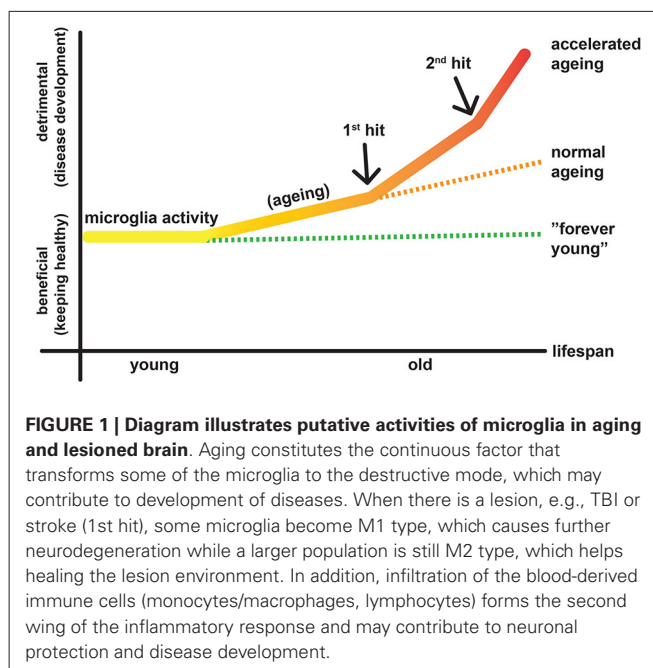 accelerated
ageing
2nd hit
detrimental
(disease development)
1st hit
normal
ageing
(ageing)
microglia activity
"forever
young"
beneficial
(keeping healthy)
lifespan
young
old
FIGURE 1 | Diagram illustrates putative activities of microglia in aging
and lesioned brain. Aging constitutes the continuous factor that
transforms some of the microglia to the destructive mode, which may
contribute to development of diseases. When there is a lesion, e.g., TBI or
stroke (1st hit), some microglia become M1 type, which causes further
neurodegeneration while a larger population is still M2 type, which helps
healing the lesion environment. In addition, infiltration of the blood-derived
immune cells (monocytes/macrophages, lymphocytes) forms the second
wing of the inflammatory response and may contribute to neuronal
protection and disease development.